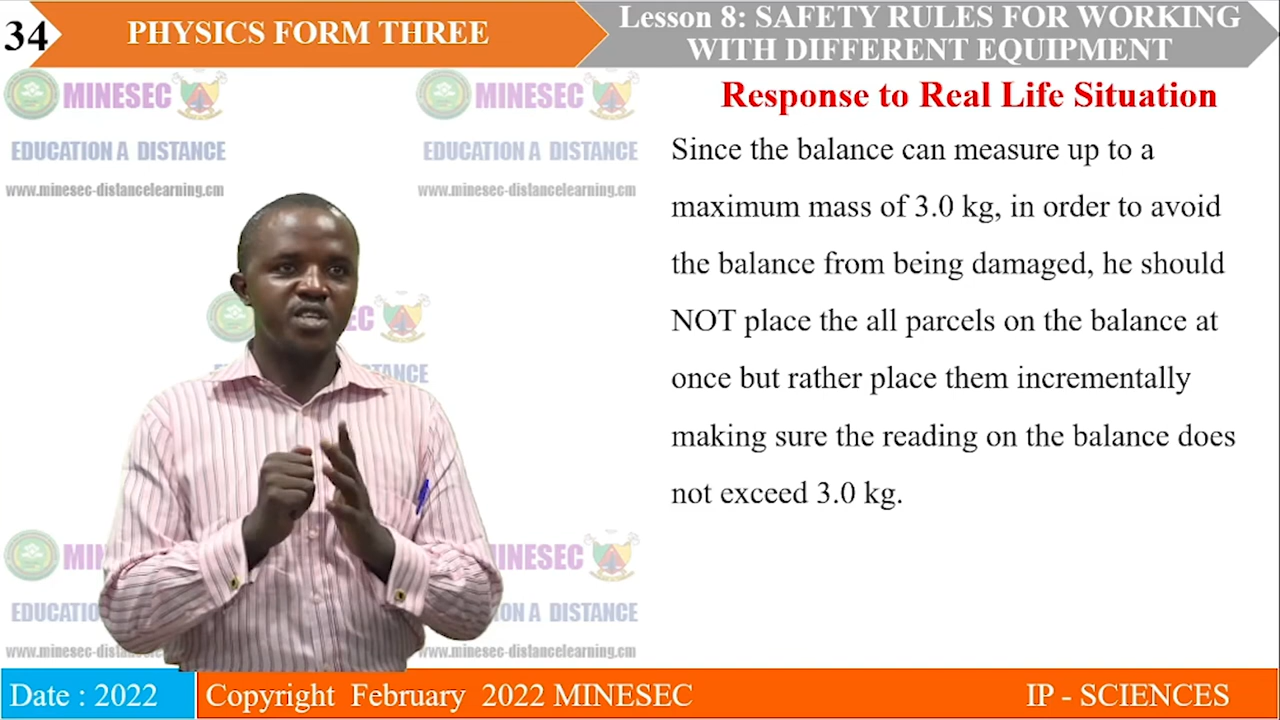 34
PHYSICS FORM THREE
Lesson 8: SAFETY RULES FOR WORKING
WITH DIFFERENT EQUIPMENT
MINESEC
MINESEC
EDUCATION A DISTANCE
EDUCATION A DISTANCE
www.minesec-distancelearning.cm
www.minesec-distancelearning.cm
Response to Real Life Situation
Since the balance can measure up to a
maximum mass of 3.0 kg, in order to avoid
the balance from being damaged, he should
NOT place the all parcels on the balance at
once but rather place them incrementally
making sure the reading on the balance does
not exceed 3.0 kg.
EDUCATION
www.minesec-distancelearning.cm
EDUCATION A DISTANCE
Date : 2022
Copyright February 2022 MINESEC
IP - SCIENCES